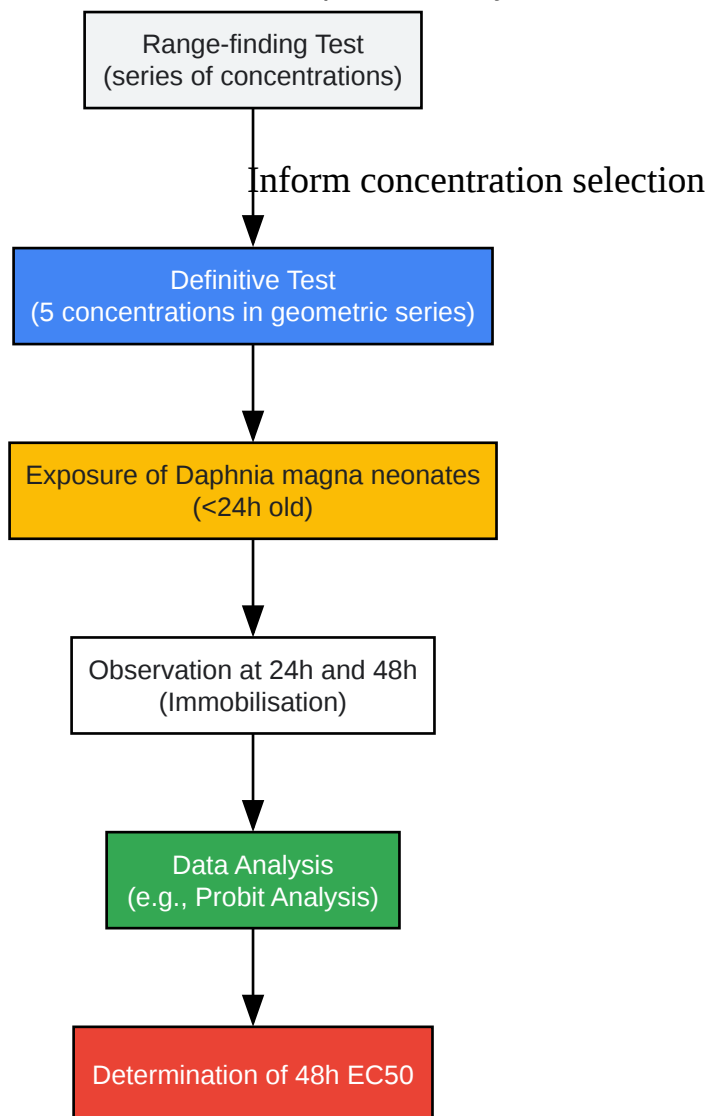 Range-finding Test
(series of concentrations)
Inform concentration selection
Definitive Test
(5 concentrations in geometric series)
Exposure of Daphnia magna neonates
(<24h old)
Observation at 24h and 48h
(Immobilisation)
Data Analysis
(e.g., Probit Analysis)
Determination of 48h EC50